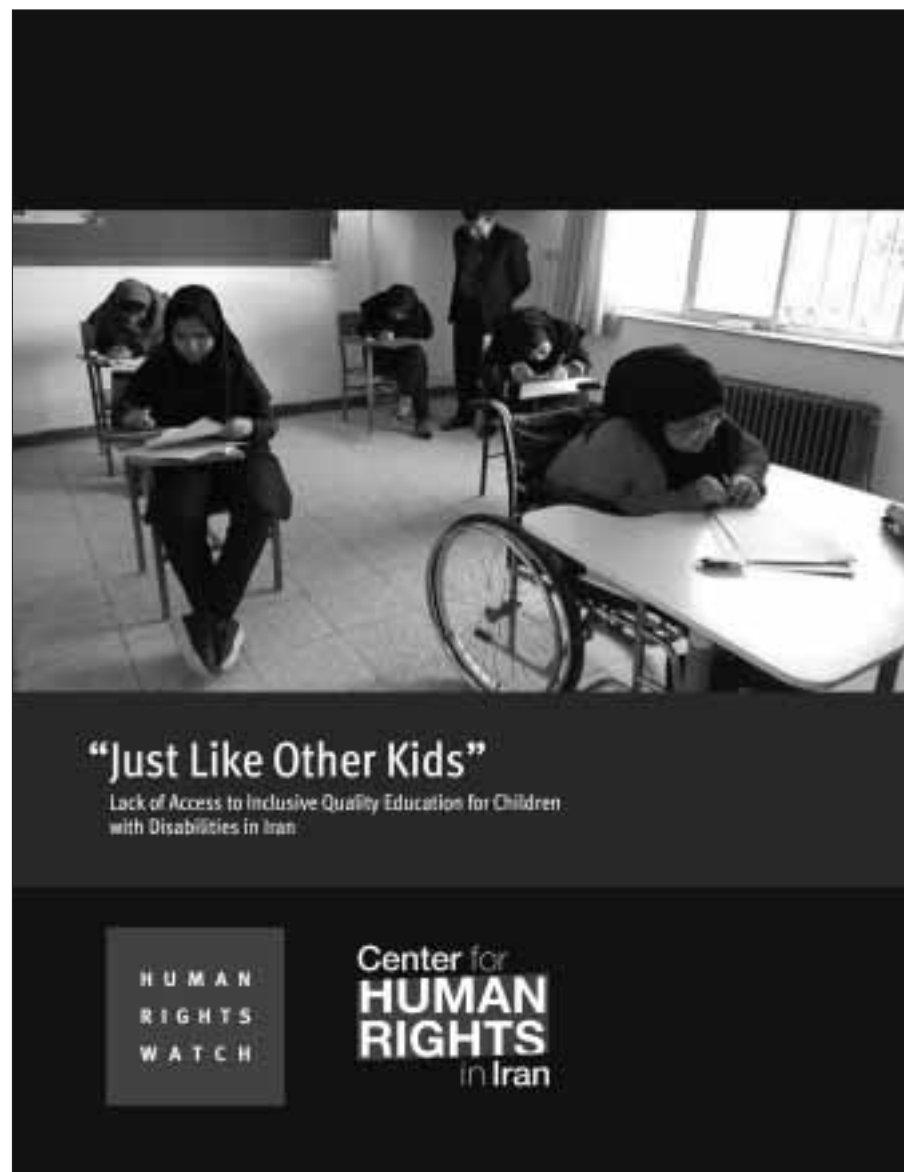 “Just Like Other Kids”
Lack of Access to Inclusive Quality Education for Children
with Disabilities in Iran
HUMAN
RIGHTS
WATCH
Center for
HUMAN
RIGHTS
in Iran